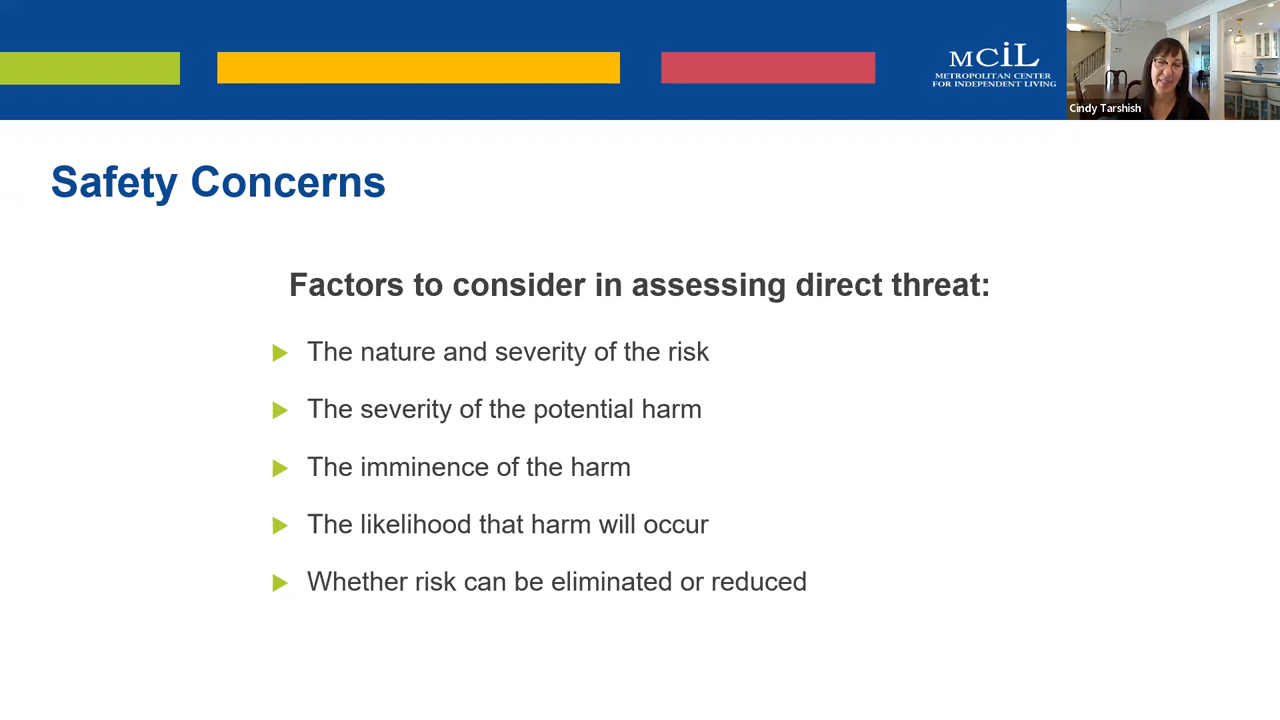 MCiL
METROPOLITAN CENTER
FOR INDEPENDENT LIVING
Cindy Tarshish
Safety Concerns
Factors to consider in assessing direct threat:
The nature and severity of the risk
The severity of the potential harm
The imminence of the harm
The likelihood that harm will occur
Whether risk can be eliminated or reduced